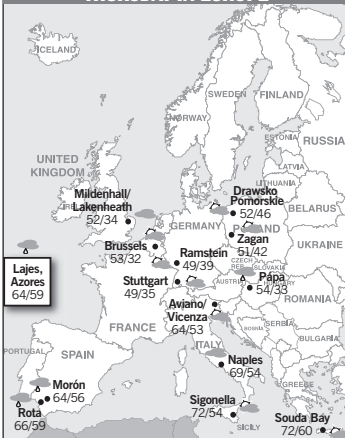 ICELAND
SWEDEN
FINLAND
NORWAY
ESTONIA
RUSSIA
LATVIA
LITHUANIA
UNITED
KINGDOM
Mildenhall/
Lakenheath
52/34
Drawsko
Pomorskie
52/46
BELARUS
GERMANY
Zagan
51/42
Brussels
53/32
Ramstein
49/39
UKRAINE
CZECH
REP.
SLOVAKIA
Lajes,
Azores
64/59
Stuttgart
49/35
AUSTRIA
Pápa
54/33
Aviano/
Vicenza
64/53
ROMANIA
FRANCE
BOSNIA
SERBIA
BULGARIA
ITALY
PORTUGAL
SPAIN
Naples
69/54
Morón
64/56
GREECE
Rota
66/59
Sigonella
72/54
SICILY
Souda Bay
72/60